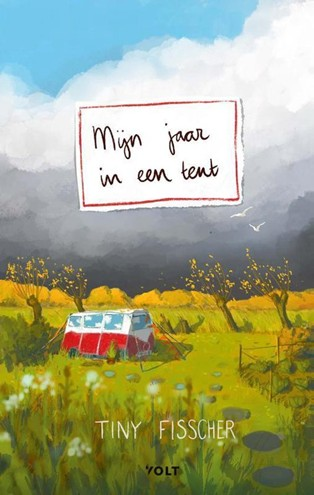 Mijn jaar
in een tent
TINY FISSCHER
VOLT